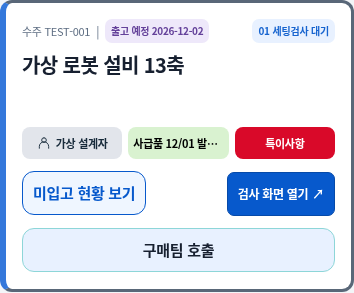 수주 TEST-001 | 출고 예정 2026-12-02 01 세팅검사 대기
가상 로봇 설비 13축
가상 설계자 사급품 12/01 발… 특이사항
미입고 현황 보기 검사 화면 열기 ↗
구매팀 호출